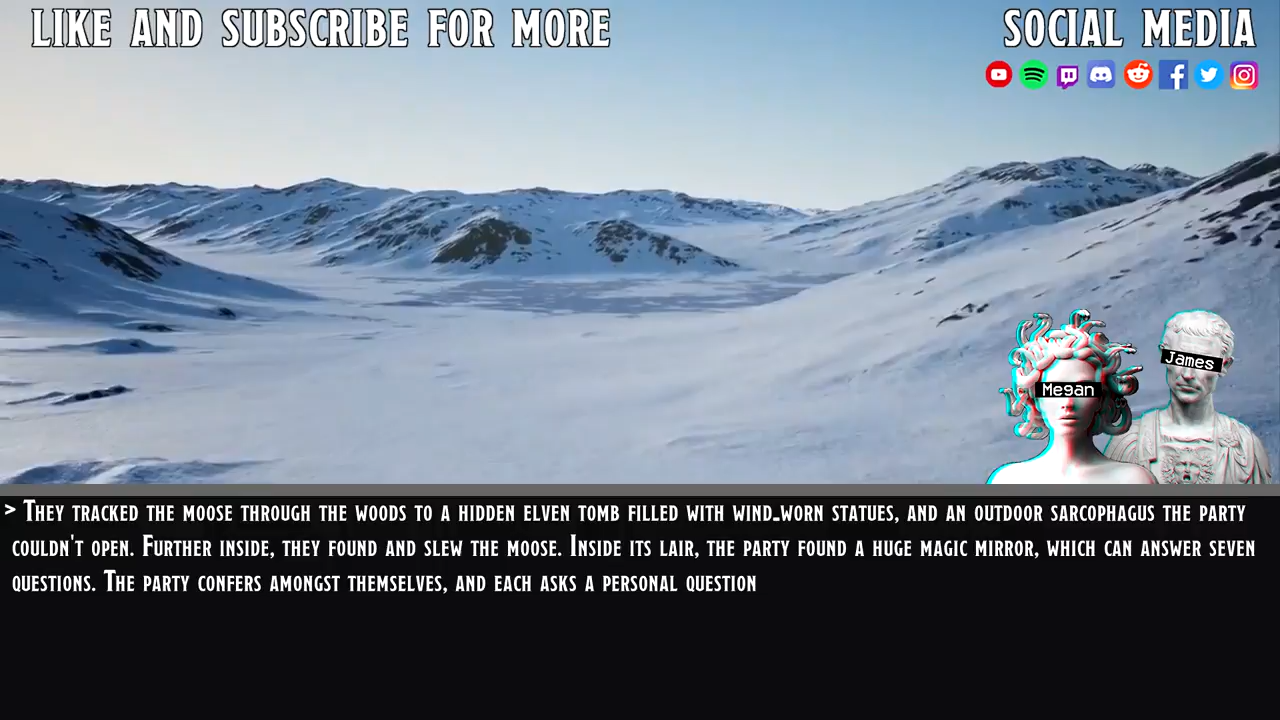 LIKE AND SUBSCRIBE FOR MORE
SOCIAL MEDIA
James
Megan
> They tracked the moose through the woods to a hidden elven tomb filled with wind-worn statues, and an outdoor sarcophagus the party
couldn't open. Further inside, they found and slew the moose. Inside its lair, the party found a huge magic mirror, which can answer seven
questions. The party confers amongst themselves, and each asks a personal question